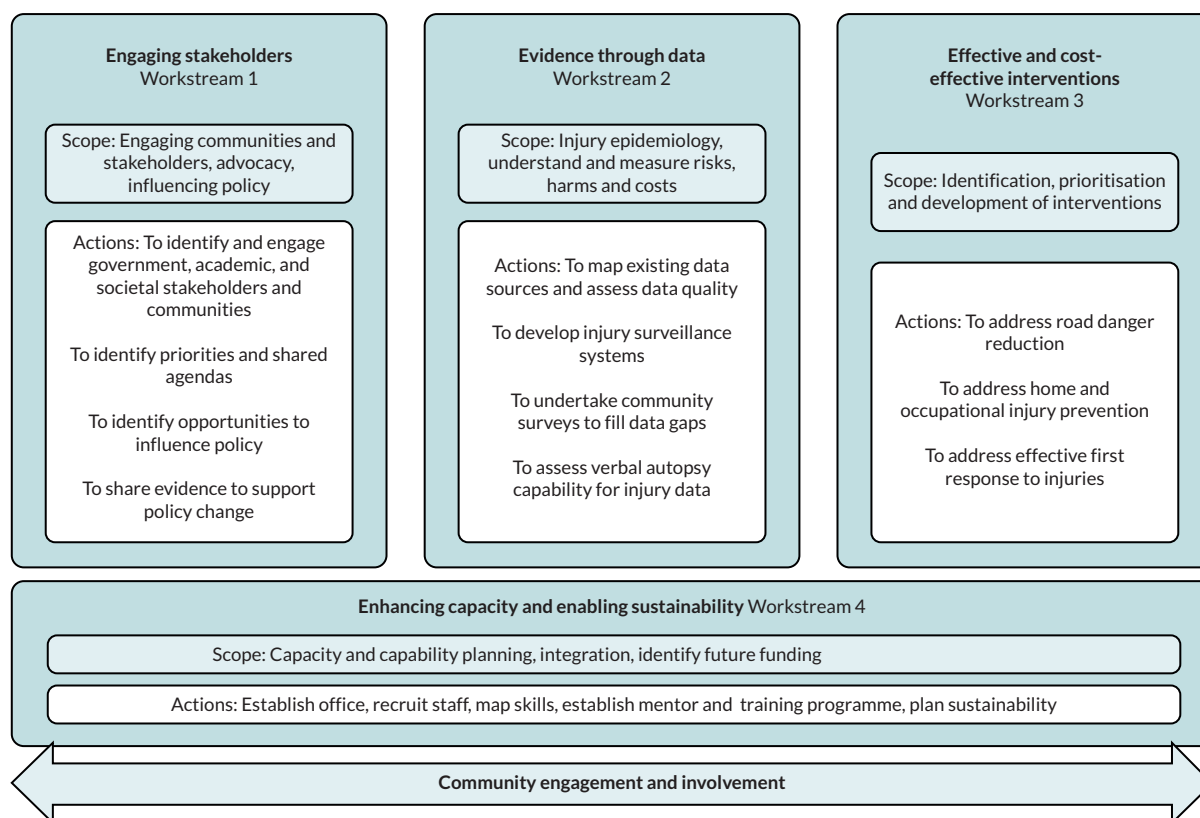 Engaging stakeholders
Workstream 1
Scope: Engaging communities and
stakeholders, advocacy,
influencing policy
Actions: To identify and engage
government, academic, and
societal stakeholders and
communities
To identify priorities and shared
agendas
To identify opportunities to
influence policy
To share evidence to support
policy change
Evidence through data
Workstream 2
Scope: Injury epidemiology,
understand and measure risks,
harms and costs
Actions: To map existing data
sources and assess data quality
To develop injury surveillance
systems
To undertake community
surveys to fill data gaps
To assess verbal autopsy
capability for injury data
Effective and cost-
effective interventions
Workstream 3
Scope: Identification, prioritisation
and development of interventions
Actions: To address road danger
reduction
To address home and
occupational injury prevention
To address effective first
response to injuries
Enhancing capacity and enabling sustainability Workstream 4
Scope: Capacity and capability planning, integration, identify future funding
Actions: Establish office, recruit staff, map skills, establish mentor and training programme, plan sustainability
Community engagement and involvement